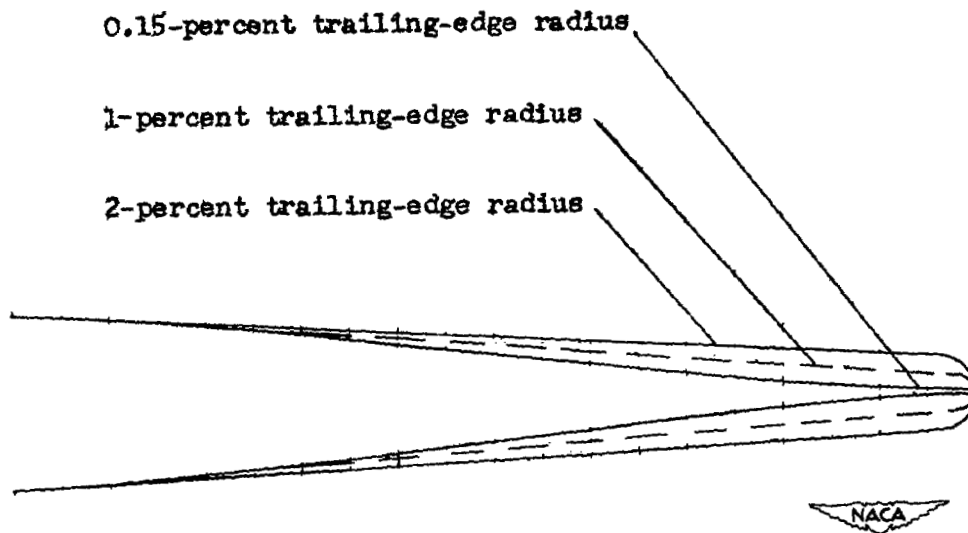 0.15-percent trailing-edge radius
1-percent trailing-edge radius
2-percent trailing-edge radius
NACA